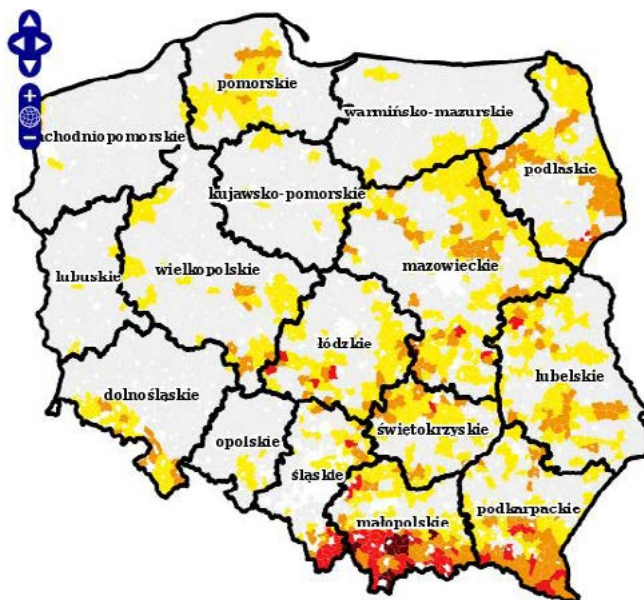 pomorskie
warmińsko-mazurskie
achodniopomorskie
podlaskie
kujawsko-pomorskie
lubuskie
wielkopolskie
mazowieckie
łódzkie
lubelskie
dolnośląskie
opolskie
świętokrzyskie
śląskie
podkarpackie
małopolskie